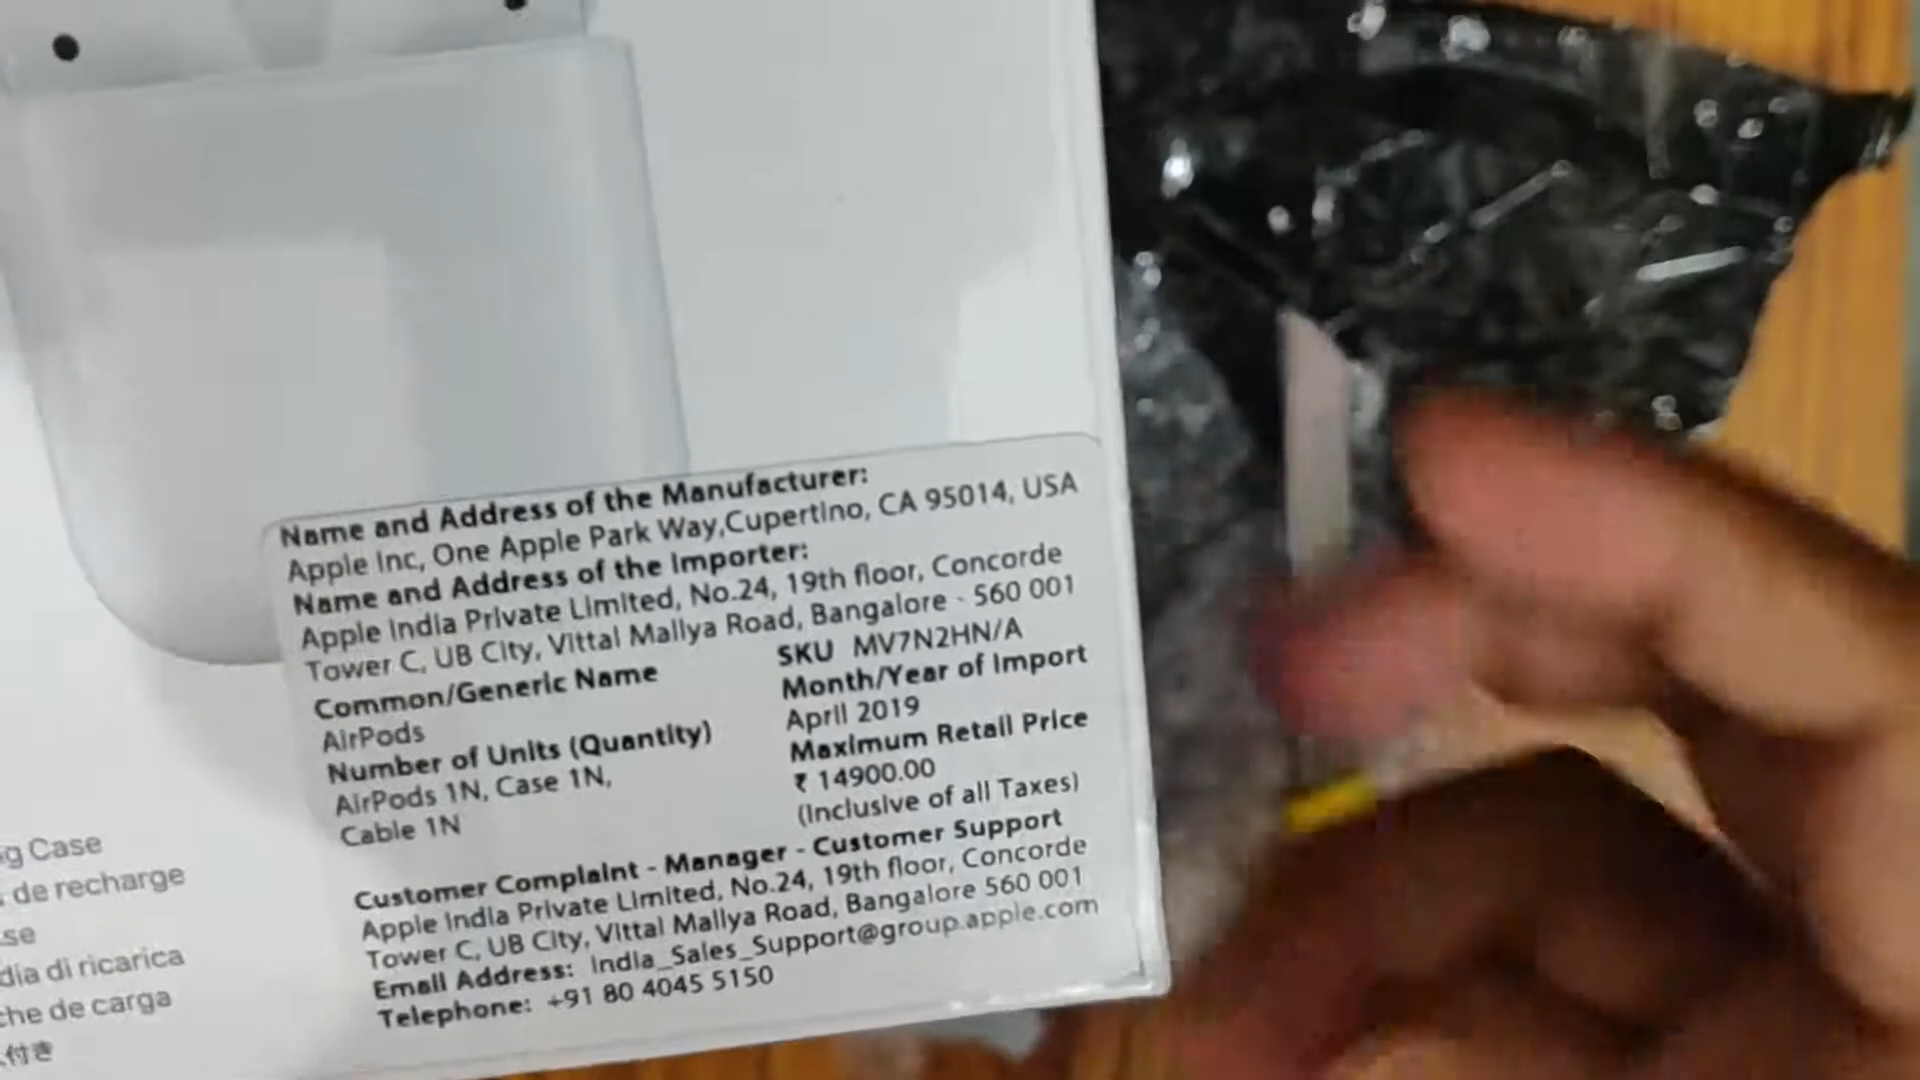 Name and Address of the Manufacturer:
Apple Inc, One Apple Park Way,Cupertino, CA 95014, USA
Name and Address of the Importer:
Apple India Private Limited, No.24, 19th floor, Concorde
Tower C, UB City, Vittal Mallya Road, Bangalore - 560 001
Common/Generic Name
AirPods
Number of Units (Quantity)
AirPods 1N, Case 1N,
Cable 1N
SKU MV7N2HN/A
Month/Year of Import
April 2019
Maximum Retail Price
₹ 14900.00
(Inclusive of all Taxes)
Customer Complaint - Manager - Customer Support
Apple India Private Limited, No.24, 19th floor, Concorde
Tower C, UB City, Vittal Mallya Road, Bangalore 560 001
Email Address: India_Sales_Support@group.apple.com
Telephone: +91 80 4045 5150
Case
de recharge
di ricarica
de carga
付き